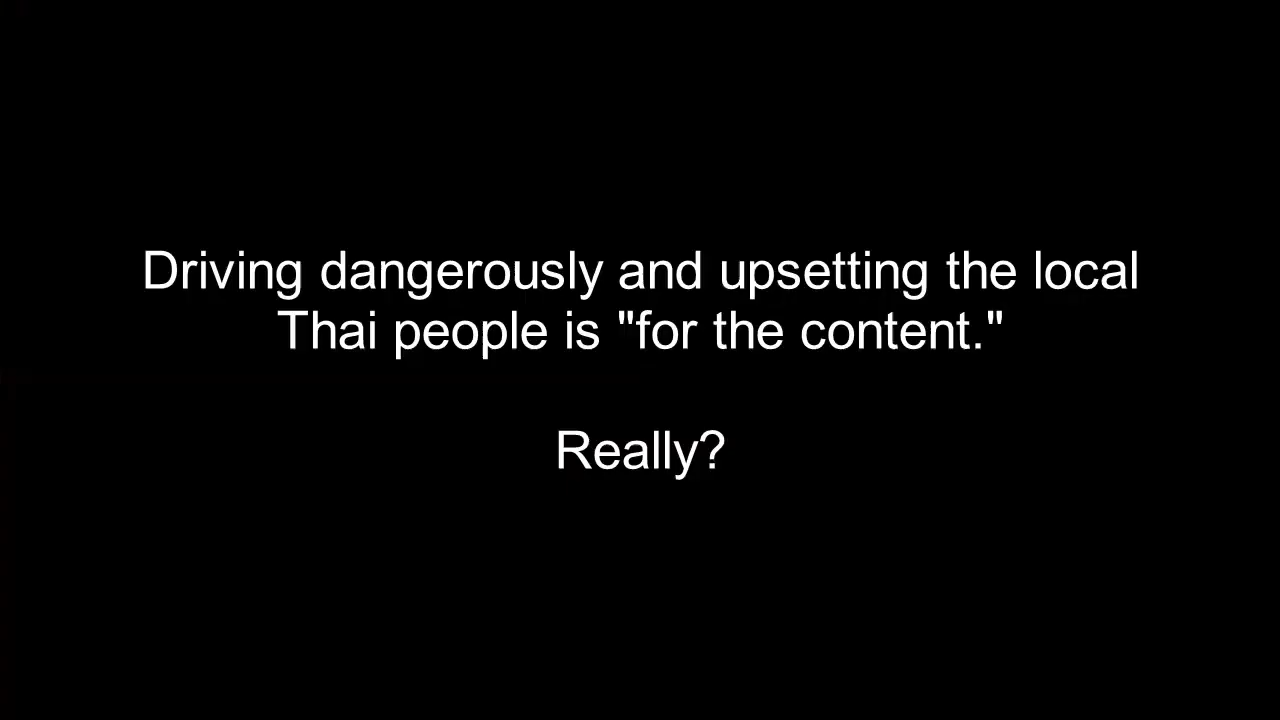 Driving dangerously and upsetting the local
Thai people is "for the content."
Really?